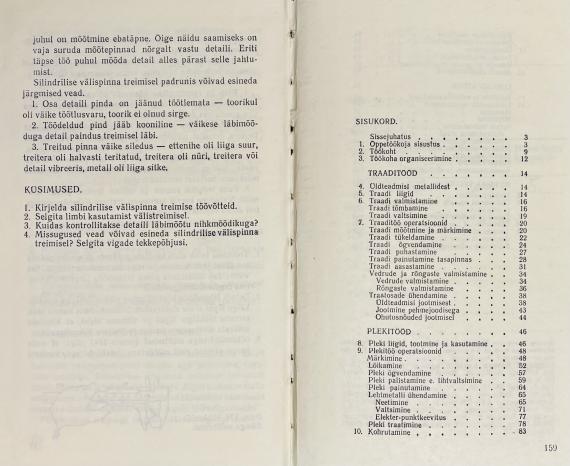 juhul on mõõtmine ebatäpne. Õige näidu saamiseks on
vaja suruda mõõtepinnad nõrgalt vastu detaili. Eriti
täpse töö puhul mõõda detail alles pärast selle jahtu-
mist.
Silindrilise välispinna treimisel padrunis võivad esineda
järgmised vead.
1. Osa detaili pinda on jäänud töötlemata — toorikul
oli väike töötlusvaru, toorik ei olnud sirge.
2. Töödeldud pind jääb kooniline — väikese läbimõõ-
duga detail paindus treimisel läbi.
3. Treitud pinna väike siledus — ettenihe oli liiga suur,
treitera oli halvasti teritatud, treitera oli nüri, treitera või
detail vibreeris, metall oli liiga sitke.
KÜSIMUSED.
1. Kirjelda silindrilise välispinna treimise töövõtteid.
2. Selgita limbi kasutamist välistreimisel.
3. Kuidas kontrollitakse detaili läbimõõtu nihkmõõdikuga?
4. Missugused vead võivad esineda silindrilise välispinna
treimisel? Selgita vigade tekkepõhjusi.
SISUKORD.
Sissejuhatus . . . . . . . . 3
1. Õppetöökoja sisustus . . . . . . . 3
2. Töökoht . . . . . . . . 9
3. Töökoha organiseerimine . . . . . . 12
TRAADITÖÖD . . . . . . . 14
4. Üldteadmisi metallidest . . . . . . 14
5. Traadi liigid . . . . . . . 14
6. Traadi valmistamine . . . . . . 16
Traadi tõmbamine . . . . . . 16
Traadi valtsimine . . . . . . 19
7. Traaditöö operatsioonid . . . . . . 20
Traadi mõõtmine ja märkimine . . . . . 20
Traadi tükeldamine . . . . . . 22
Traadi õgvendamine . . . . . . 24
Traadi puhastamine . . . . . . 27
Traadi painutamine tasapinnas . . . . . 28
Traadi aasastamine . . . . . . 31
Vedrude ja rõngaste valmistamine . . . . 34
Vedrude valmistamine . . . . . 34
Rõngaste valmistamine . . . . . 36
Traatosade ühendamine . . . . . . 38
Üldteadmisi jootmisest . . . . . 38
Jootmine pehmejoodisega . . . . . 43
Ohutusnõuded jootmisel . . . . . 44
PLEKITÖÖD . . . . . . . 46
8. Pleki liigid, tootmine ja kasutamine . . . 46
9. Plekitöö operatsioonid . . . . . . 48
Märkimine . . . . . . . 48
Lõikamine . . . . . . . 52
Pleki õgvendamine . . . . . . 57
Pleki palistamine e. lihtvaltsimine . . . . 59
Pleki painutamine . . . . . . 64
Lehtmetalli ühendamine . . . . . . 65
Neetimine . . . . . . . 65
Valtsimine . . . . . . . 71
Elekter-punktkeevitus . . . . . . 77
Pleki traatimine . . . . . . . 78
10. Kohrutamine . . . . . . . 83
159